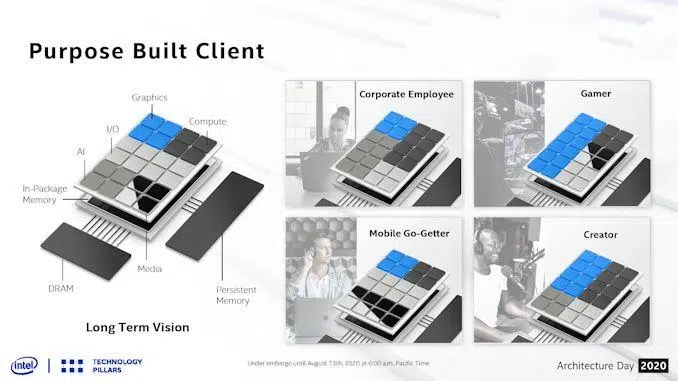 Purpose Built Client
Graphics
I/O
Compute
AI
In-Package
Memory
DRAM
Media
Persistent
Memory
Long Term Vision
Corporate Employee
Gamer
Mobile Go-Getter
Creator
intel
TECHNOLOGY
PILLARS
Under embargo until August 13th, 2020 at 6:00 a.m. Pacific Time
Architecture Day 2020